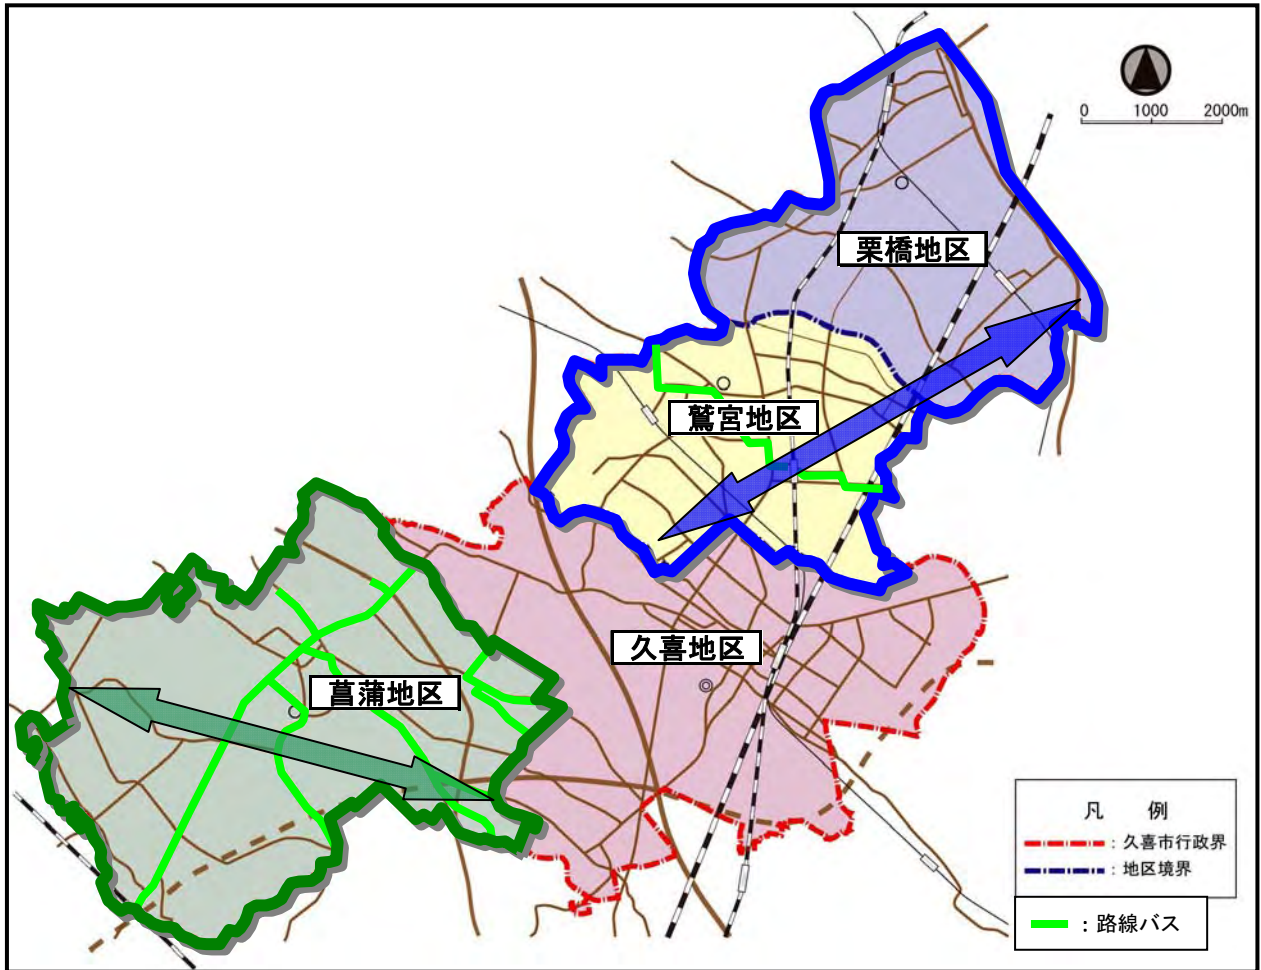 0 1000 2000m
栗橋地区
鷲宮地区
久喜地区
菖蒲地区
凡 例
：久喜市行政界
：地区境界
：路線バス